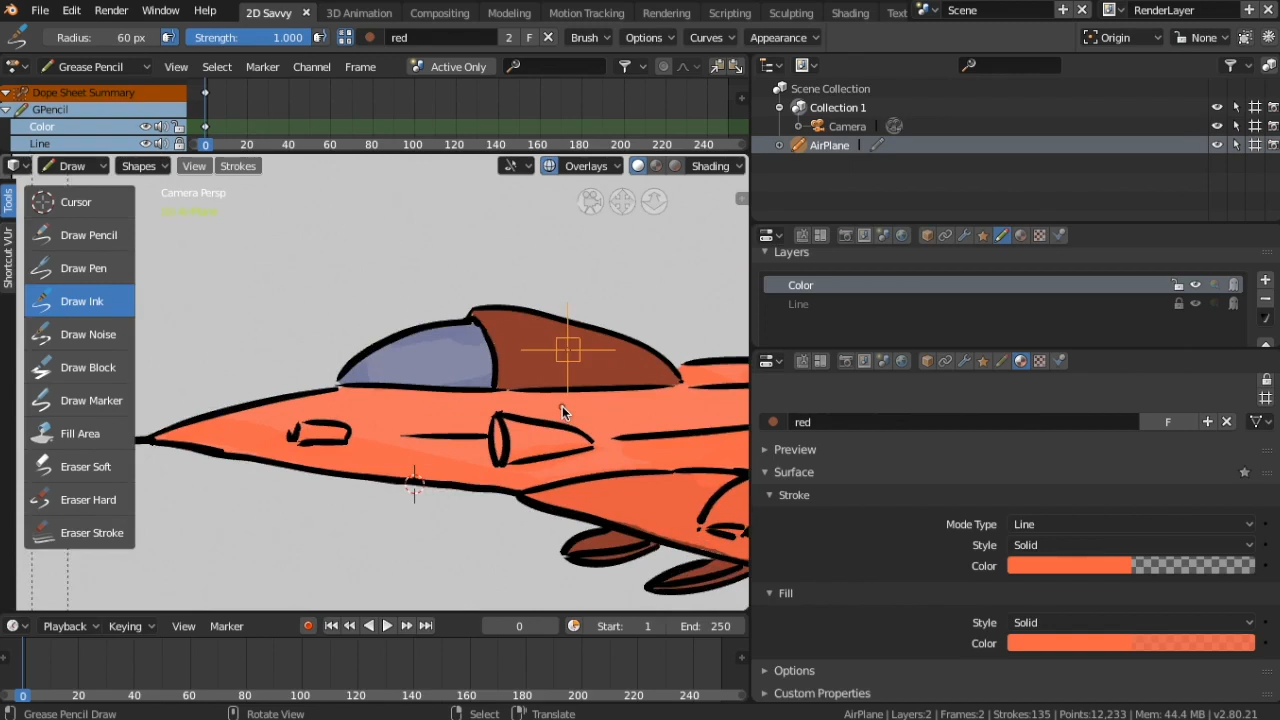 File Edit Render Window Help 2D Savvy 3D Animation Compositing Modeling Motion Tracking Rendering Scripting Sculpting Shading Text Scene RenderLayer
Radius: 60 px Strength: 1.000 red 2 F Brush Options Curves Appearance Origin None
Grease Pencil View Select Marker Channel Frame Active Only
Dope Sheet Summary
GPencil
Color
Line 0 20 40 60 80 100 120 140 160 180 200 220 240
Draw Shapes View Strokes Overlays Shading
Tools
Cursor
Draw Pencil
Draw Pen
Draw Ink
Draw Noise
Draw Block
Draw Marker
Fill Area
Eraser Soft
Eraser Hard
Eraser Stroke
Camera Persp
Playback Keying View Marker 0 Start: 1 End: 250
0 20 40 60 80 100 120 140 160 180 200 220 240
Grease Pencil Draw Rotate View Select Translate AirPlane | Layers:2 | Frames:2 | Strokes:135 | Points:12,233 | Mem: 44.4 MB | v2.80.21
Scene Collection
Collection 1
Camera
AirPlane
Layers
Color
Line
red F
Preview
Surface
Stroke
Mode Type Line
Style Solid
Color
Fill
Style Solid
Color
Options
Custom Properties